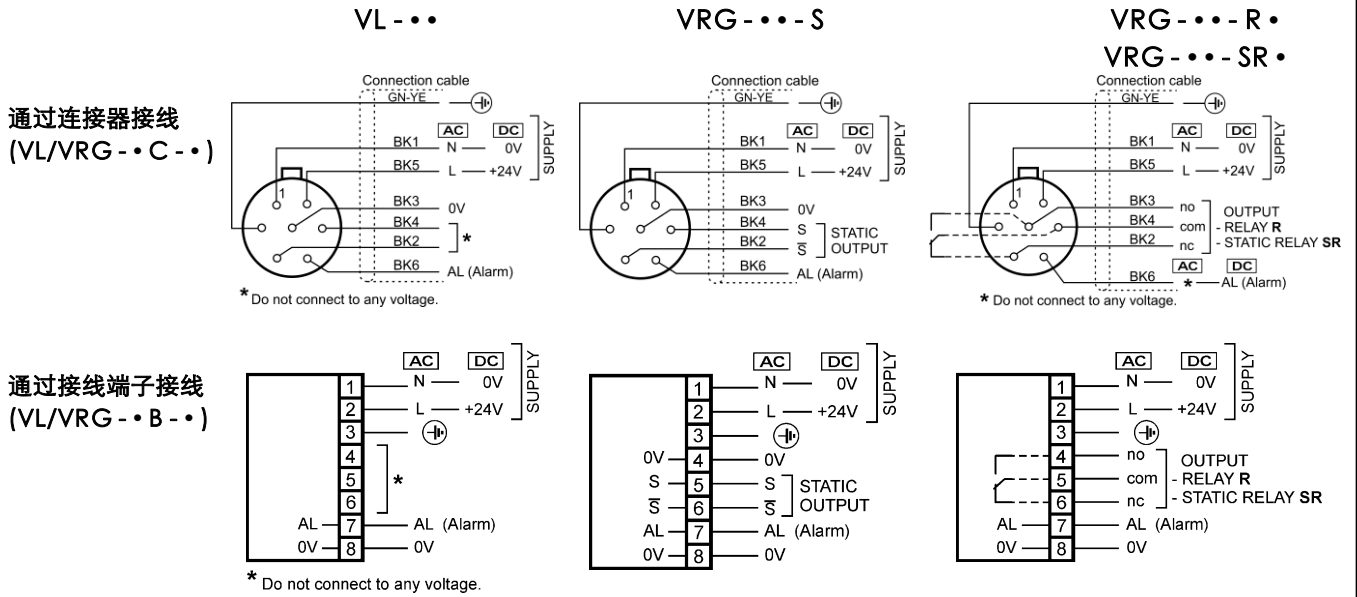 VL - • •
VRG - • • - S
VRG - • • - R •
VRG - • • - SR •
通过连接器接线
(VL/VRG - • C - •)
Connection cable
GN-YE
AC DC
BK1 N 0V
BK5 L +24V
SUPPLY
1
BK3 0V
BK4
BK2
*
BK6 AL (Alarm)
* Do not connect to any voltage.
Connection cable
GN-YE
AC DC
BK1 N 0V
BK5 L +24V
SUPPLY
1
BK3 0V
BK4 S STATIC
BK2 S̅ OUTPUT
BK6 AL (Alarm)
Connection cable
GN-YE
AC DC
BK1 N 0V
BK5 L +24V
SUPPLY
1
BK3 no OUTPUT
BK4 com - RELAY R
BK2 nc - STATIC RELAY SR
AC DC
BK6 * AL (Alarm)
* Do not connect to any voltage.
通过接线端子接线
(VL/VRG - • B - •)
AC DC
1 N 0V
2 L +24V
SUPPLY
3
4
5 *
6
AL 7 AL (Alarm)
0V 8 0V
* Do not connect to any voltage.
AC DC
1 N 0V
2 L +24V
SUPPLY
3
0V 4 0V
S 5 S STATIC
S̅ 6 S̅ OUTPUT
AL 7 AL (Alarm)
0V 8 0V
AC DC
1 N 0V
2 L +24V
SUPPLY
3
4 no OUTPUT
5 com - RELAY R
6 nc - STATIC RELAY SR
AL 7 AL (Alarm)
0V 8 0V